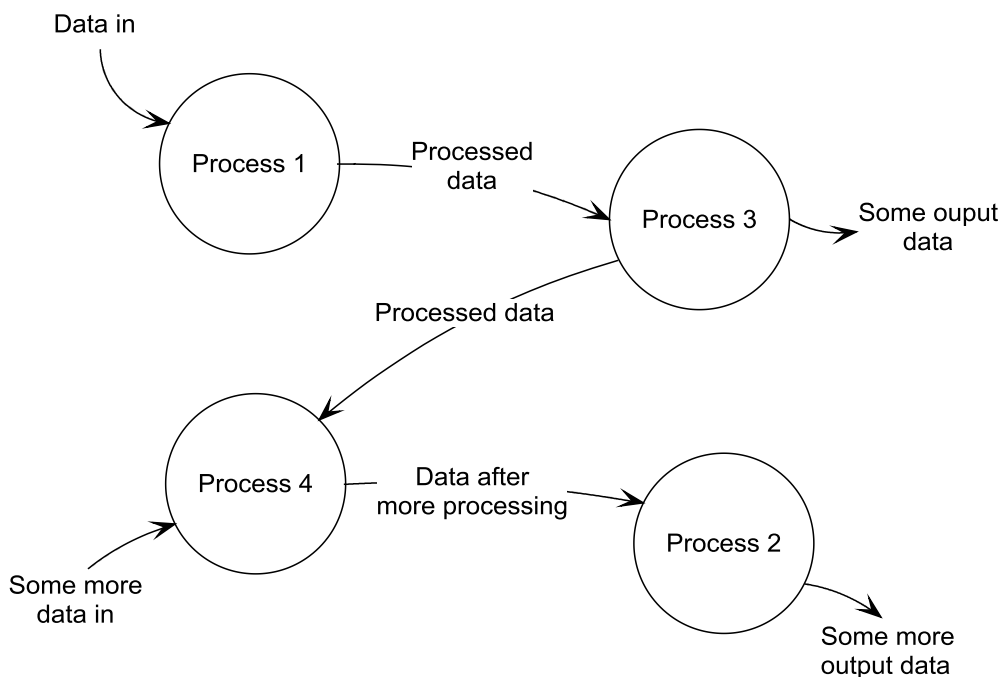 Data in
Process 1
Processed
data
Process 3
Some ouput
data
Processed data
Process 4
Data after
more processing
Process 2
Some more
data in
Some more
output data